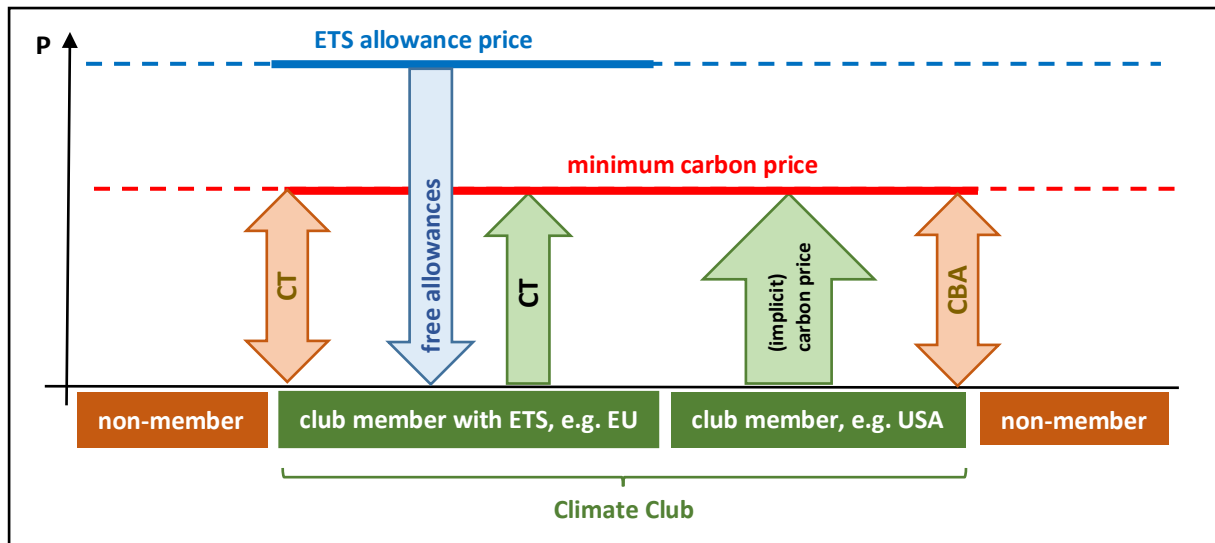 P
ETS allowance price
minimum carbon price
CT
free allowances
CT
(implicit)
carbon price
CBA
non-member
club member with ETS, e.g. EU
club member, e.g. USA
non-member
Climate Club